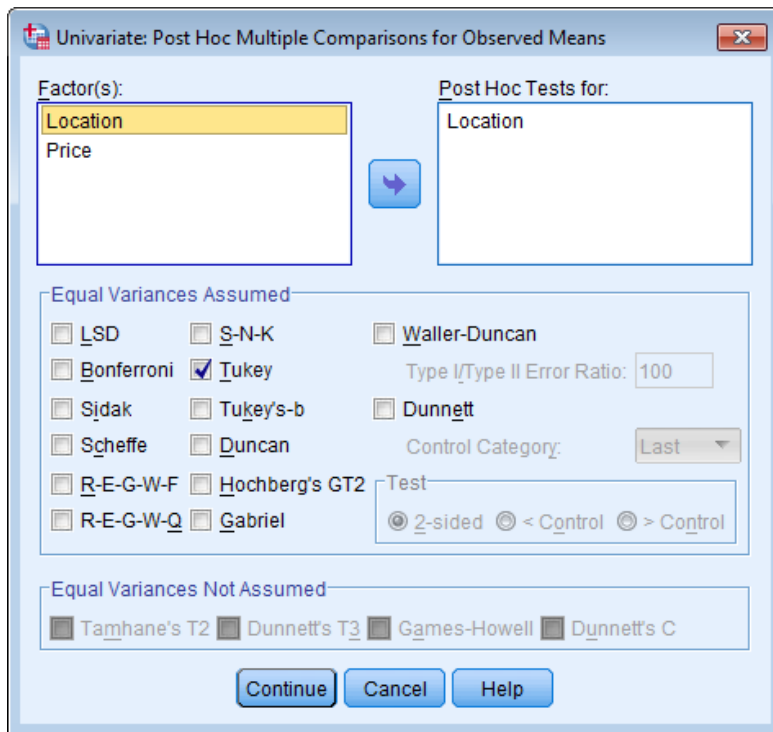 Univariate: Post Hoc Multiple Comparisons for Observed Means
Factor(s):
Location
Price
Post Hoc Tests for:
Location
Equal Variances Assumed
LSD S-N-K Waller-Duncan
Bonferroni Tukey Type I/Type II Error Ratio: 100
Sidak Tukey's-b Dunnett
Scheffe Duncan Control Category: Last
R-E-G-W-F Hochberg's GT2 Test
R-E-G-W-Q Gabriel 2-sided < Control > Control
Equal Variances Not Assumed
Tamhane's T2 Dunnett's T3 Games-Howell Dunnett's C
Continue Cancel Help